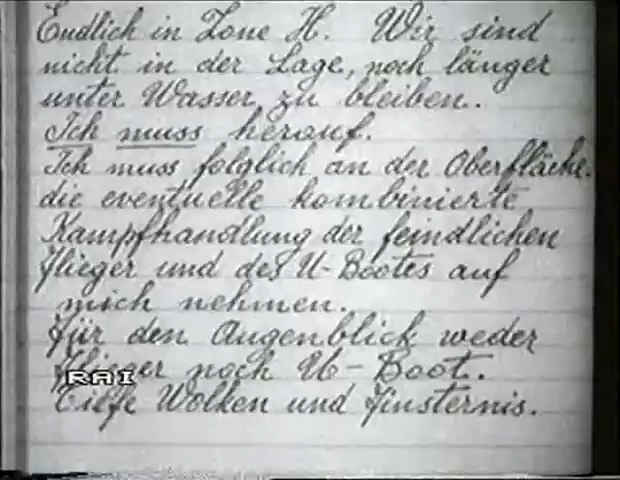 Endlich in Zone H. Wir sind
nicht in der Lage, noch länger
unter Wasser zu bleiben.
Ich muss herauf.
Ich muss folglich an der Oberfläche
die eventuelle kombinierte
Kampfhandlung der feindlichen
Flieger und des U-Bootes auf
mich nehmen.
Für den Augenblick weder
Flieger noch U-Boot.
Tiefe Wolken und Finsternis.
RAI